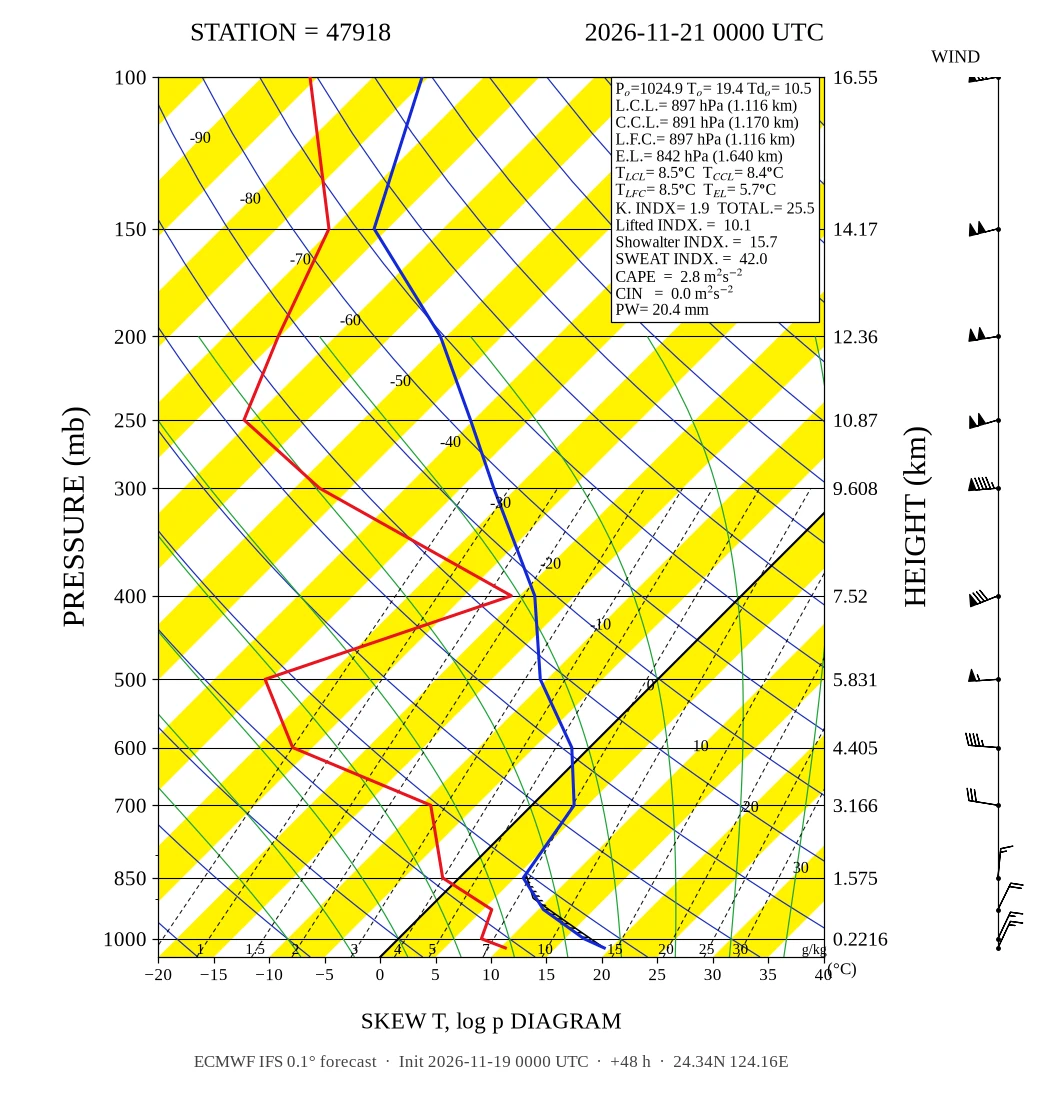 STATION = 47918 2026-11-21 0000 UTC
WIND
100 16.55
Pₒ=1024.9 Tₒ= 19.4 Tdₒ= 10.5
L.C.L.= 897 hPa (1.116 km)
C.C.L.= 891 hPa (1.170 km)
L.F.C.= 897 hPa (1.116 km)
E.L.= 842 hPa (1.640 km)
T_LCL= 8.5°C T_CCL= 8.4°C
T_LFC= 8.5°C T_EL= 5.7°C
K. INDX= 1.9 TOTAL.= 25.5
Lifted INDX. = 10.1
Showalter INDX. = 15.7
SWEAT INDX. = 42.0
CAPE = 2.8 m²s⁻²
CIN = 0.0 m²s⁻²
PW= 20.4 mm
-90
-80
150 14.17
-70
-60
200 12.36
-50
250 10.87
-40
300 9.608
-30
PRESSURE (mb)
HEIGHT (km)
-20
400 7.52
-10
500 5.831
0
600 4.405
10
700 3.166
20
850 1.575
30
1000 0.2216
1 1.5 2 3 4 5 7 10 15 20 25 30 g/kg
−20 −15 −10 −5 0 5 10 15 20 25 30 35 40 (°C)
SKEW T, log p DIAGRAM
ECMWF IFS 0.1° forecast · Init 2026-11-19 0000 UTC · +48 h · 24.34N 124.16E